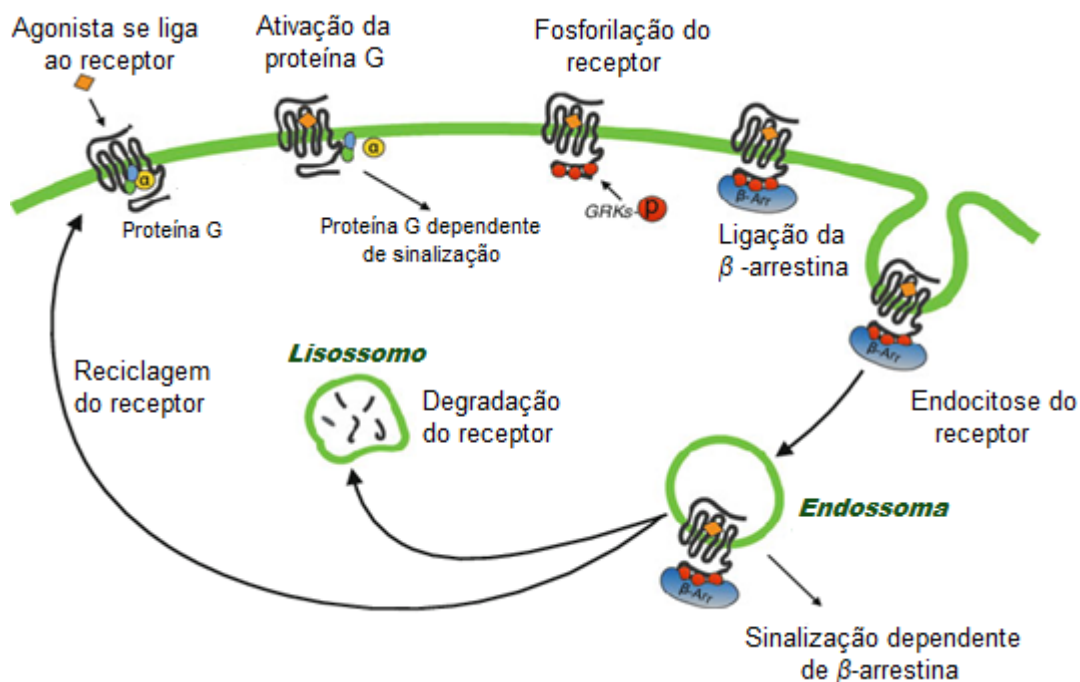 Agonista se liga
ao receptor
Ativação da
proteína G
Fosforilação do
receptor
α
α
Proteína G
Proteína G dependente
de sinalização
GRKs-P
β-Arr
Ligação da
β -arrestina
β-Arr
Endocitose do
receptor
Reciclagem
do receptor
Lisossomo
Degradação
do receptor
Endossoma
β-Arr
Sinalização dependente
de β-arrestina